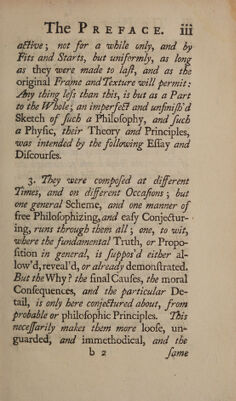 The PREFACE. iii
active; not for a while only, and by
Fits and Starts, but uniformly, as long
as they were made to last, and as the
original Frame and Texture will permit:
Any thing less than this, is but as a Part
to the Whole; an imperfect and unfinish'd
Sketch of such a Philosophy, and such
a Physic, their Theory and Principles,
was intended by the following Essay and
Discourses.
3. They were composed at different
Times, and on different Occasions; but
one general Scheme, and one manner of
free Philosophizing, and easy Conjectur-
ing, runs through them all; one, to wit,
where the fundamental Truth, or Propo-
sition in general, is suppos'd either al-
low'd, reveal'd, or already demonstrated.
But the Why? the final Causes, the moral
Consequences, and the particular De-
tail, is only here conjectured about, from
probable or philosophic Principles. This
necessarily makes them more loose, un-
guarded, and immethodical, and the
b 2 same